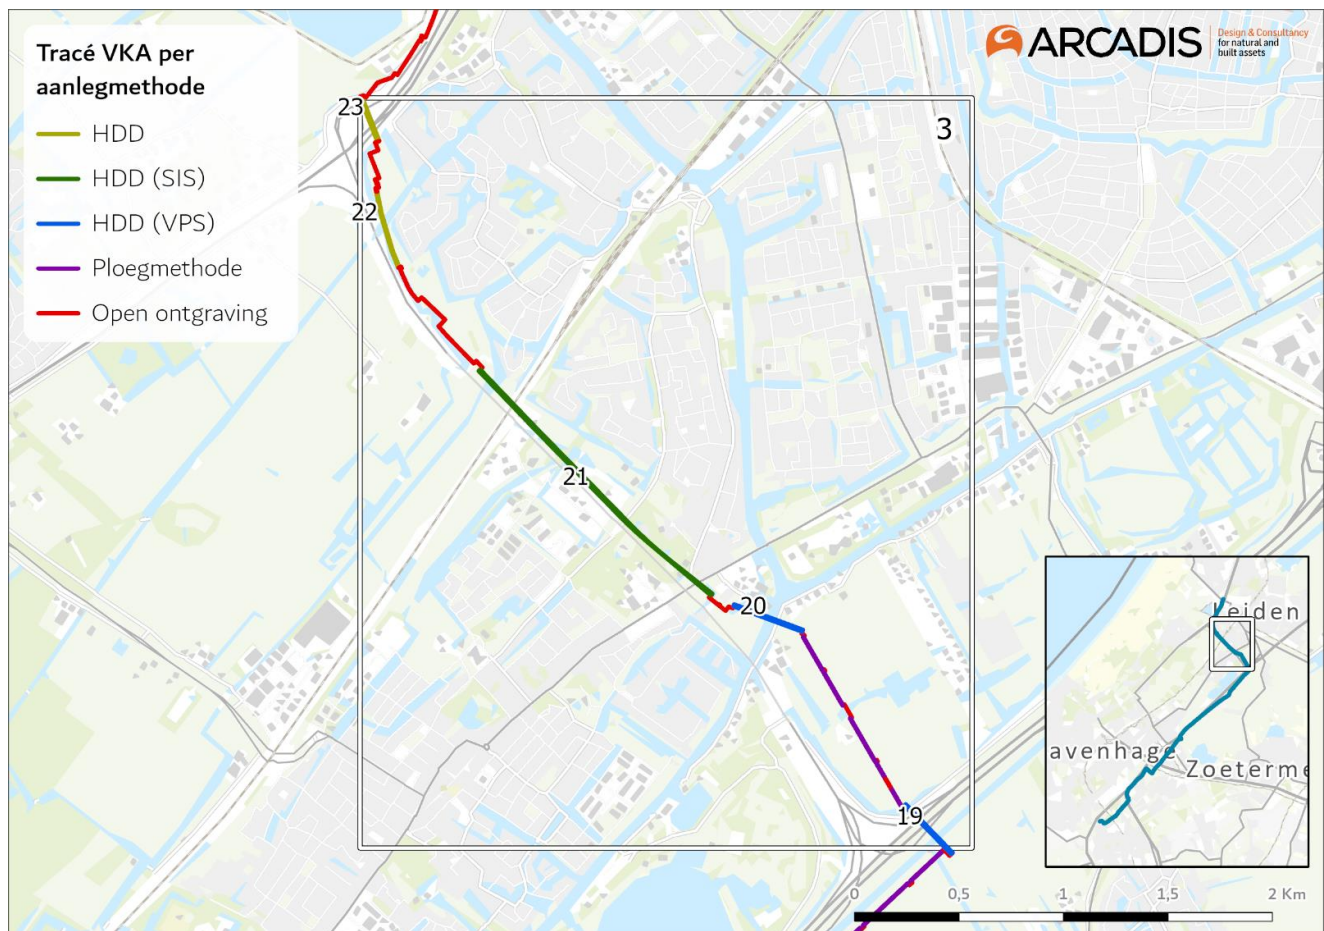 Tracé VKA per
aanlegmethode
HDD
HDD (SIS)
HDD (VPS)
Ploegmethode
Open ontgraving
ARCADIS
Design & Consultancy
for natural and
built assets
23
3
22
21
20
19
Leiden
avenhage
Zoeterme
0 0,5 1 1,5 2 Km